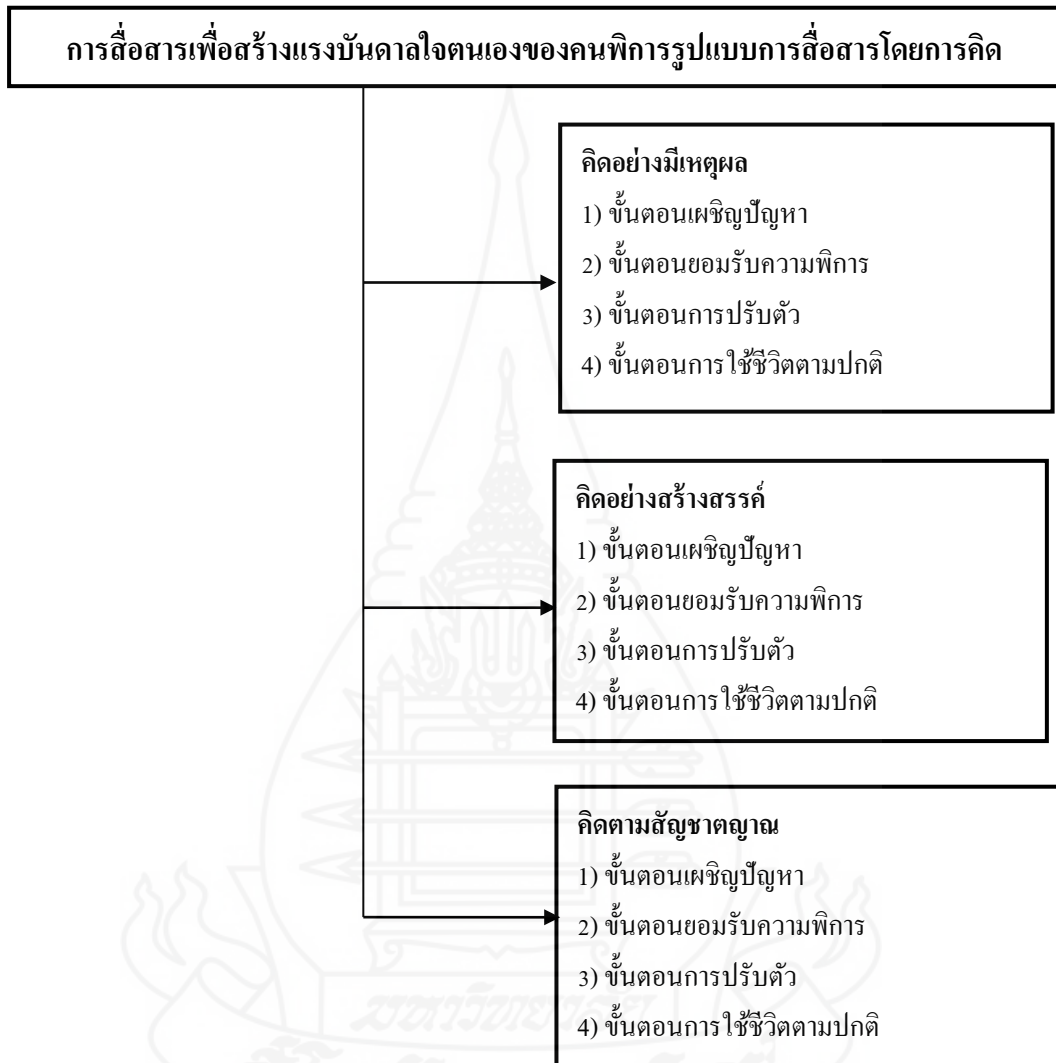 การสื่อสารเพื่อสร้างแรงบันดาลใจตนเองของคนพิการรูปแบบการสื่อสารโดยการคิด
คิดอย่างมีเหตุผล
1) ขั้นตอนเผชิญปัญหา
2) ขั้นตอนยอมรับความพิการ
3) ขั้นตอนการปรับตัว
4) ขั้นตอนการใช้ชีวิตตามปกติ
คิดอย่างสร้างสรรค์
1) ขั้นตอนเผชิญปัญหา
2) ขั้นตอนยอมรับความพิการ
3) ขั้นตอนการปรับตัว
4) ขั้นตอนการใช้ชีวิตตามปกติ
คิดตามสัญชาตญาณ
1) ขั้นตอนเผชิญปัญหา
2) ขั้นตอนยอมรับความพิการ
3) ขั้นตอนการปรับตัว
4) ขั้นตอนการใช้ชีวิตตามปกติ